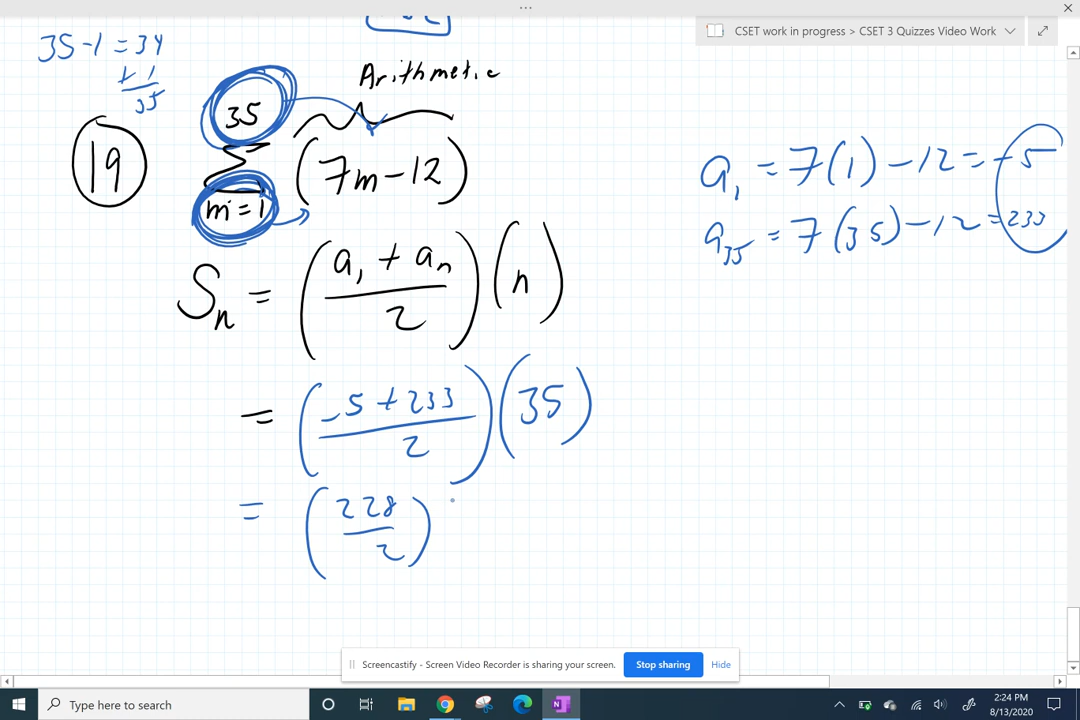 CSET work in progress > CSET 3 Quizzes Video Work
35-1 = 34
+ 1
35
Arithmetic
35
19
Σ (7m-12)
m = 1
a₁ = 7(1) - 12 = -5
a₃₅ = 7(35) - 12 = 233
Sₙ = (a₁ + aₙ / 2) (n)
= (-5 + 233 / 2) (35)
= (228 / 2)
Screencastify - Screen Video Recorder is sharing your screen.
Stop sharing
Hide
Type here to search
2:24 PM
8/13/2020